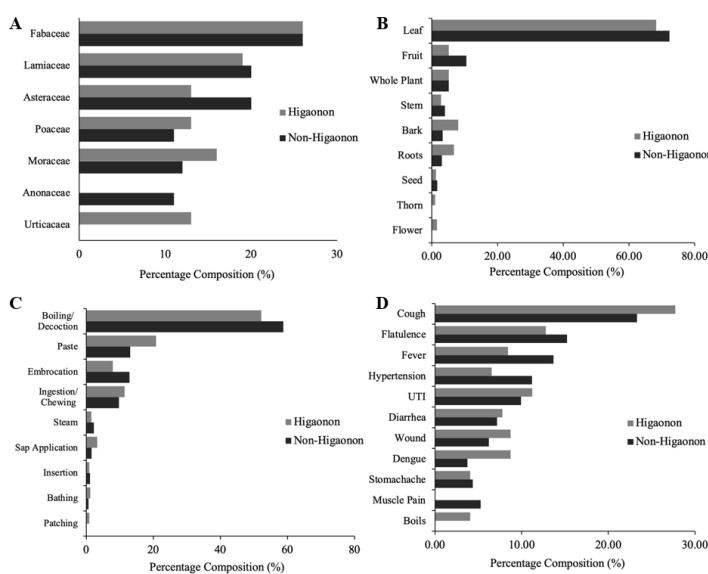 A
Fabaceae
Lamiaceae
Asteraceae
Poaceae
Moraceae
Anonaceae
Urticacaea
Higaonon
Non-Higaonon
0
10
20
30
Percentage Composition (%)
B
Leaf
Fruit
Whole Plant
Stem
Bark
Roots
Seed
Thorn
Flower
Higaonon
Non-Higaonon
0.00
20.00
40.00
60.00
80.00
Percentage Composition (%)
C
Boiling/
Decoction
Paste
Embrocation
Ingestion/
Chewing
Steam
Sap Application
Insertion
Bathing
Patching
Higaonon
Non-Higaonon
0
20
40
60
80
Percentage Composition (%)
D
Cough
Flatulence
Fever
Hypertension
UTI
Diarrhea
Wound
Dengue
Stomachache
Muscle Pain
Boils
Higaonon
Non-Higaonon
0.00
10.00
20.00
30.00
Percentage Composition (%)